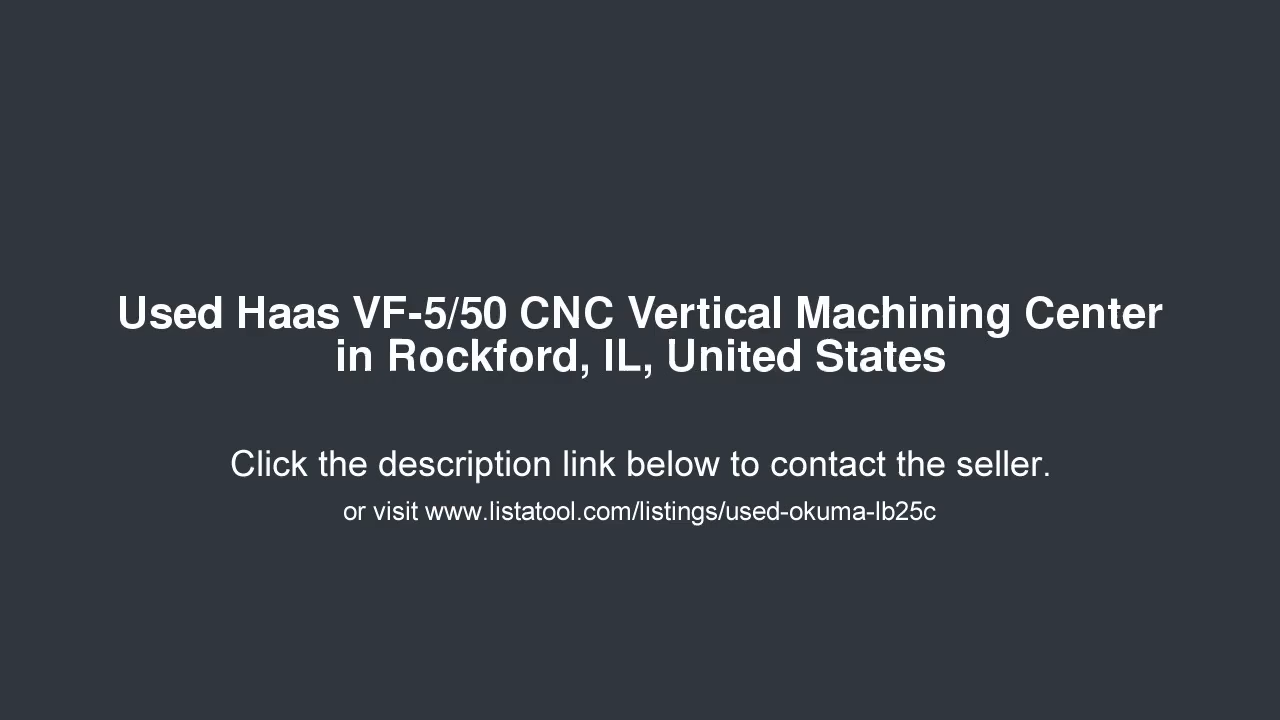 Used Haas VF-5/50 CNC Vertical Machining Center
in Rockford, IL, United States
Click the description link below to contact the seller.
or visit www.listatool.com/listings/used-okuma-lb25c